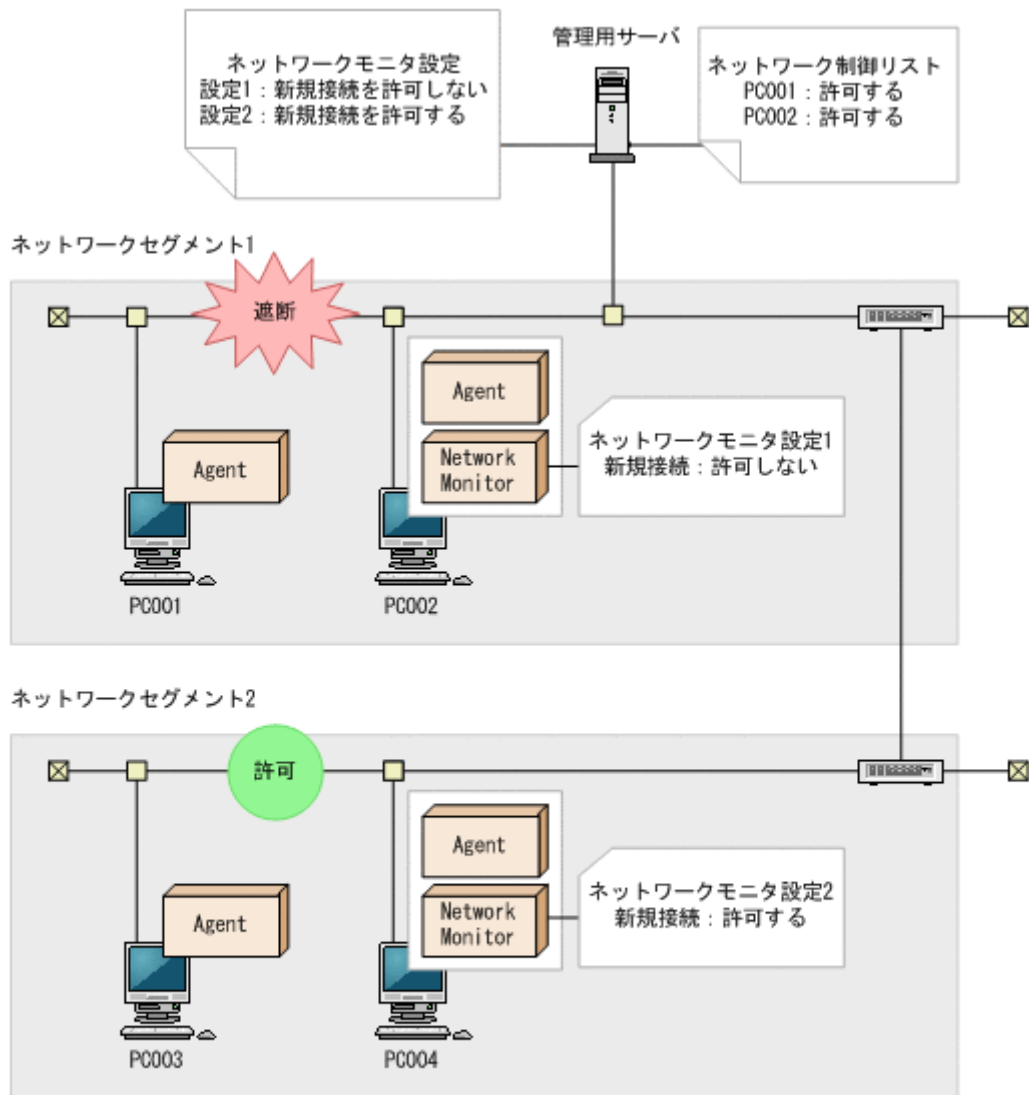 管理用サーバ
ネットワークモニタ設定
設定1：新規接続を許可しない
設定2：新規接続を許可する
ネットワーク制御リスト
PC001：許可する
PC002：許可する
ネットワークセグメント1
遮断
Agent
Agent
Network
Monitor
ネットワークモニタ設定1
新規接続：許可しない
PC001
PC002
ネットワークセグメント2
許可
Agent
Agent
Network
Monitor
ネットワークモニタ設定2
新規接続：許可する
PC003
PC004